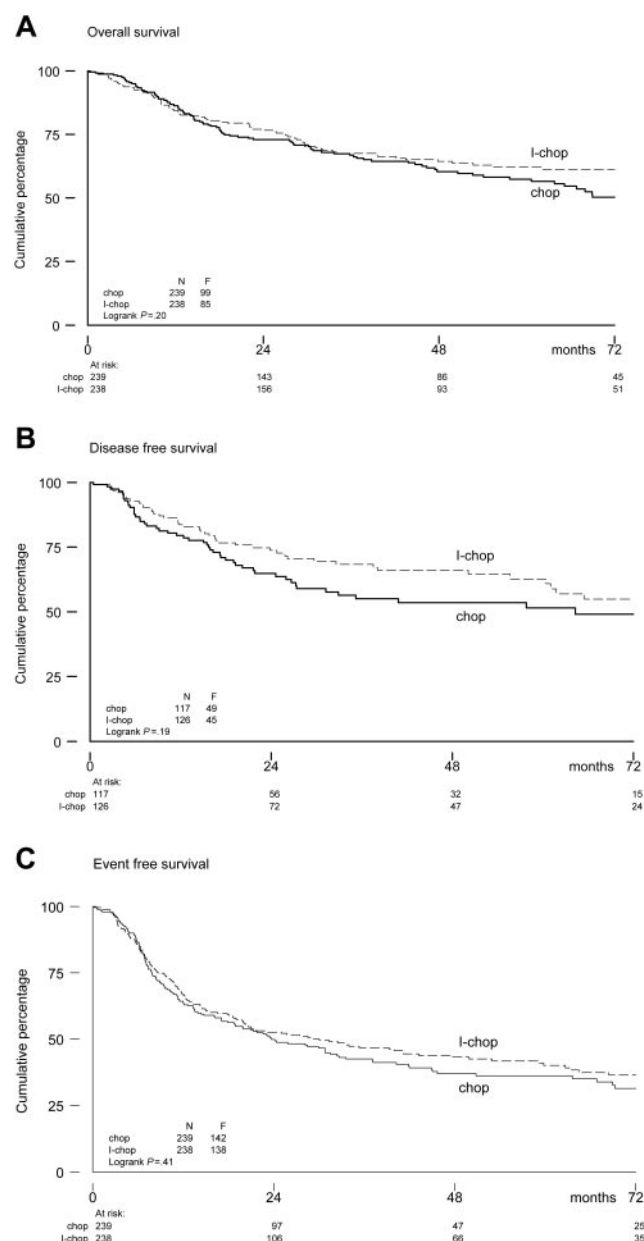 A
Overall survival
100
75
50
25
0
Cumulative percentage
I-chop
chop
N F
chop 239 99
I-chop 238 85
Logrank P=.20
0 24 48 months 72
At risk:
chop 239 143 86 45
I-chop 238 156 93 51
B
Disease free survival
100
75
50
25
0
Cumulative percentage
I-chop
chop
N F
chop 117 49
I-chop 126 45
Logrank P=.19
0 24 48 months 72
At risk:
chop 117 56 32 15
I-chop 126 72 47 24
C
Event free survival
100
75
50
25
0
Cumulative percentage
I-chop
chop
N F
chop 239 142
I-chop 238 138
Logrank P=.41
0 24 48 months 72
At risk:
chop 239 97 47 25
I-chop 238 106 66